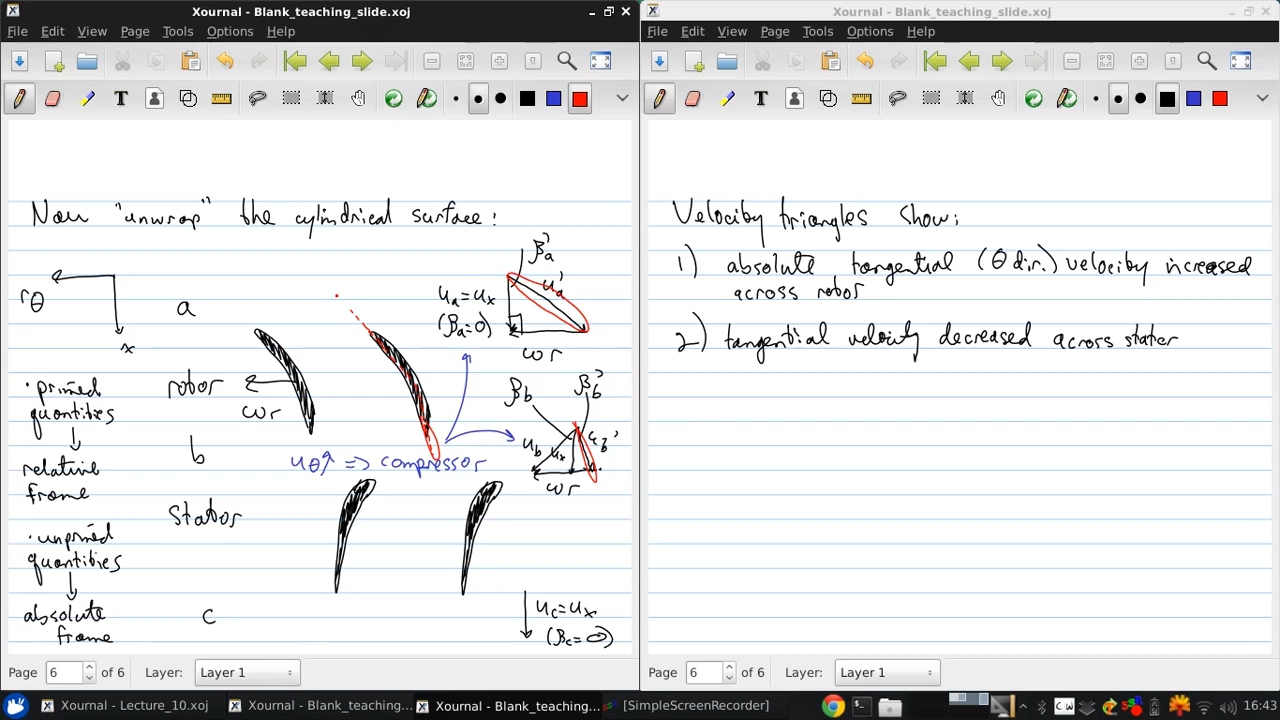 Xournal - Blank_teaching_slide.xoj
File Edit View Page Tools Options Help
Now "unwrap" the cylindrical surface:
rθ
x
a
rotor
ωr
b
stator
c
· primed
quantities
relative
frame
· unprimed
quantities
absolute
frame
uθ↑ => compressor
βa'
ua'
ua = ux
(βa=0)
ωr
βb
βb'
ub
ux
ub'
ωr
uc = ux
(βc = 0)
Page 6 of 6 Layer: Layer 1
Xournal - Blank_teaching_slide.xoj
File Edit View Page Tools Options Help
Velocity triangles show:
1) absolute tangential (θ dir.) velocity increased
across rotor
2) tangential velocity decreased across stator
Page 6 of 6 Layer: Layer 1
Xournal - Lecture_10.xoj
Xournal - Blank_teaching...
Xournal - Blank_teaching...
[SimpleScreenRecorder]
16:43